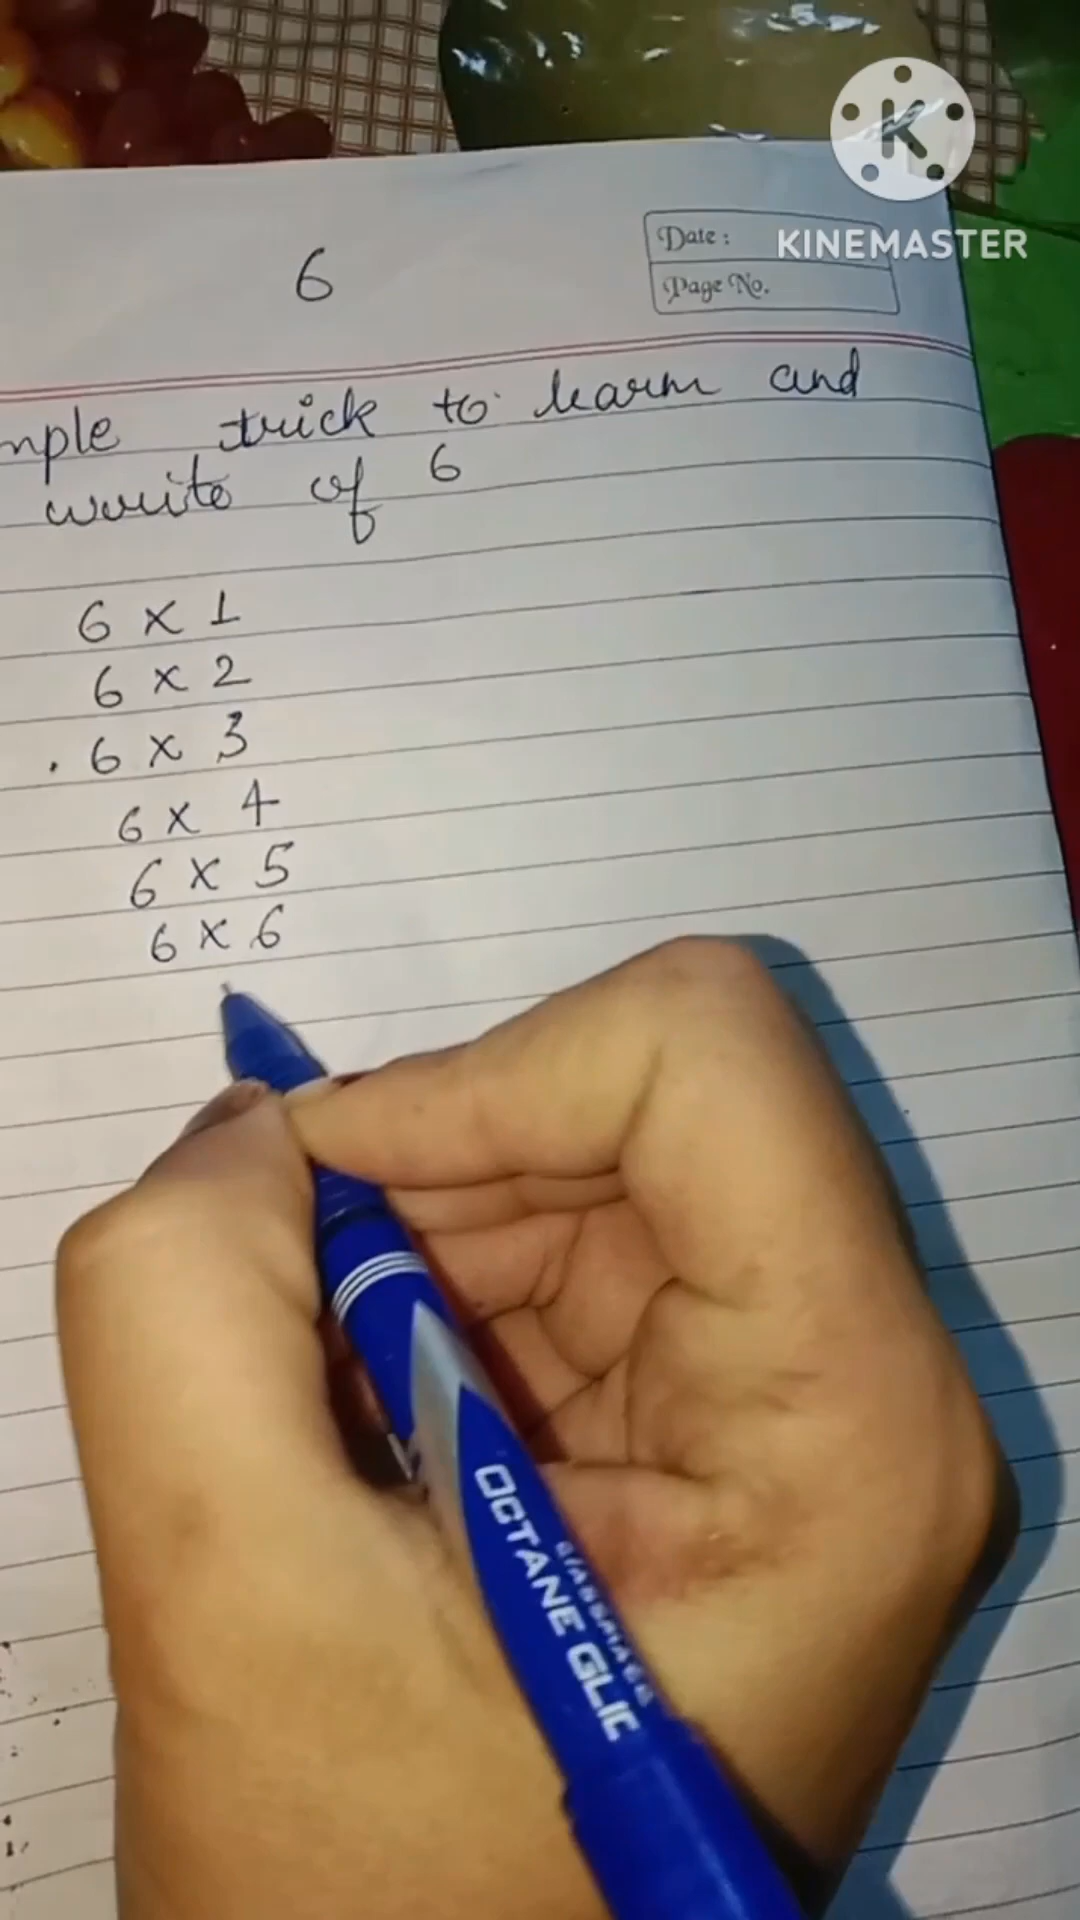 KINEMASTER
Date :
Page No.
6
mple trick to learn and
write of 6
6 x 1
6 x 2
. 6 x 3
6 x 4
6 x 5
6 x 6
OCTANE GLIC